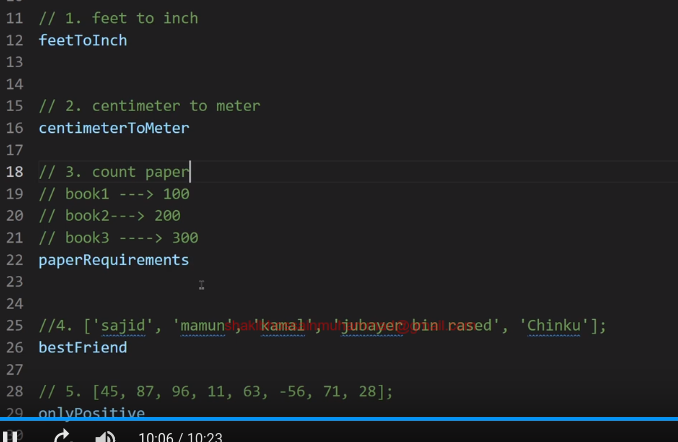 11 // 1. feet to inch
12 feetToInch
13
14
15 // 2. centimeter to meter
16 centimeterToMeter
17
18 // 3. count paper
19 // book1 ---> 100
20 // book2---> 200
21 // book3 ----> 300
22 paperRequirements
23
24
25 //4. ['sajid', 'mamun', 'kamal', 'jubayer bin rased', 'Chinku'];
26 bestFriend
27
28 // 5. [45, 87, 96, 11, 63, -56, 71, 28];
29 onlyPositive
10:06 / 10:23